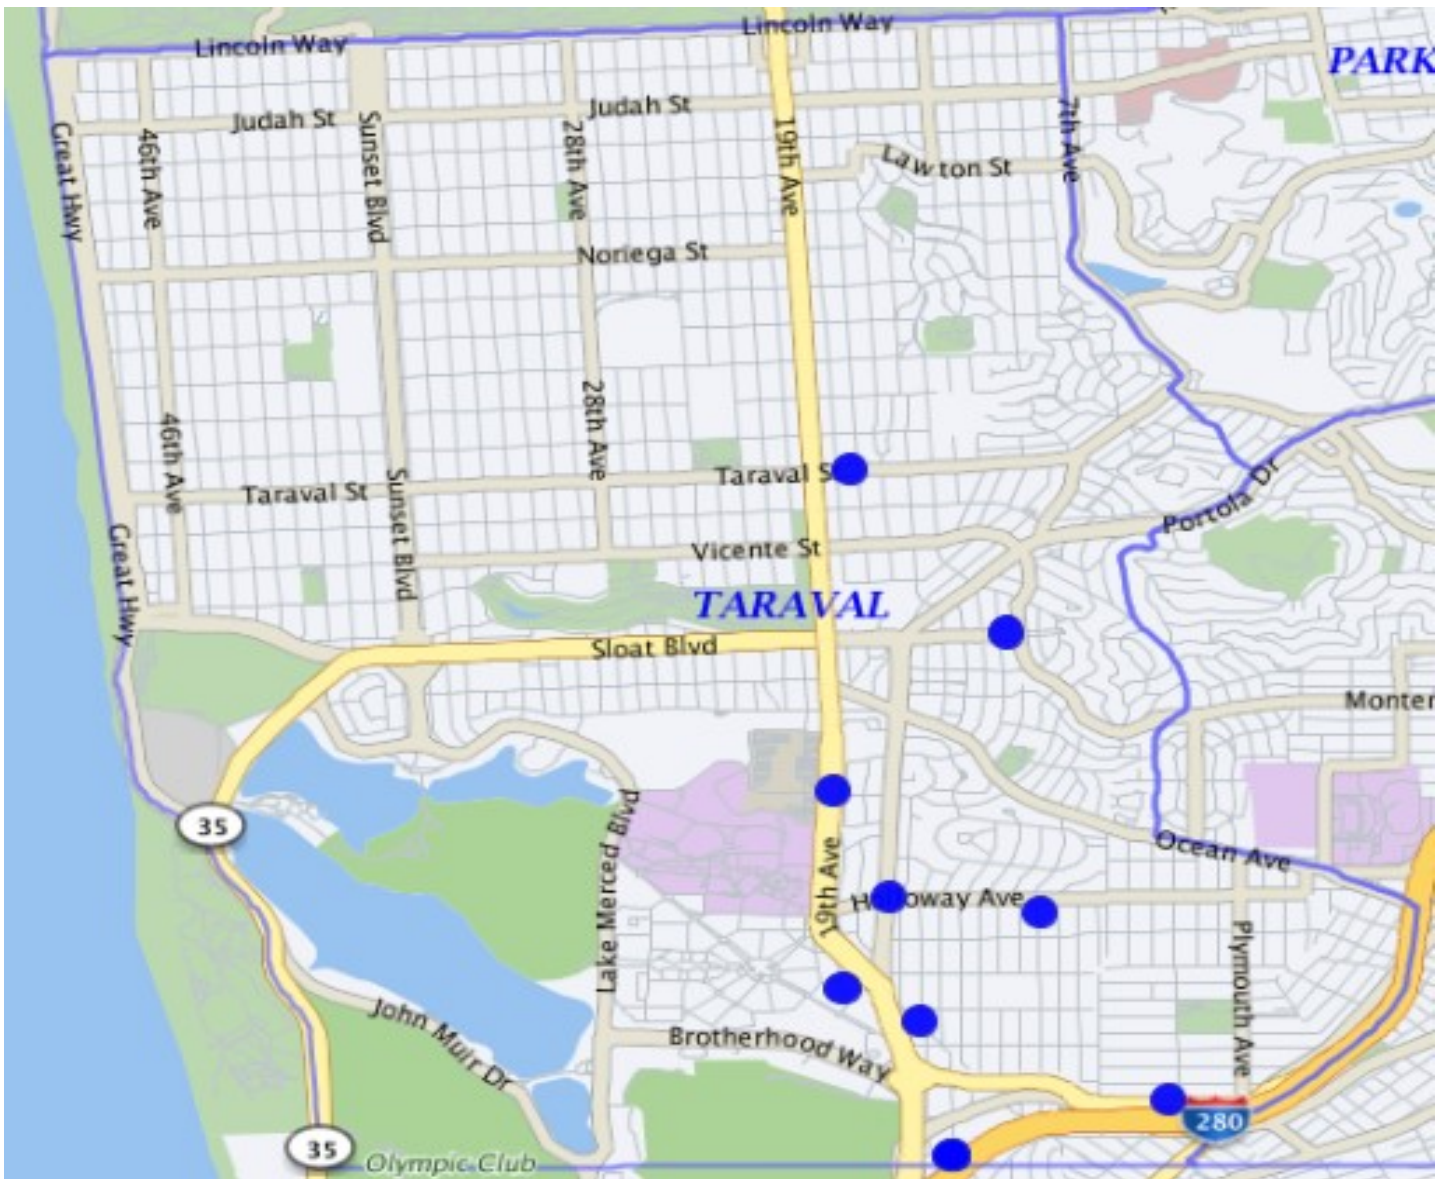 Lincoln Way
Lincoln Way
PARK
Judah St
Judah St
Great Hwy
46th Ave
Sunset Blvd
28th Ave
19th Ave
7th Ave
Lawton St
Noriega St
28th Ave
46th Ave
Taraval St
Sunset Blvd
Taraval S
Portola Dr
Great Hwy
Vicente St
TARAVAL
Sloat Blvd
Monter
35
Lake Merced Blvd
19th Ave
Ocean Ave
H loway Ave
Plymouth Ave
John Muir Dr
Brotherhood Way
280
35
Olympic Club